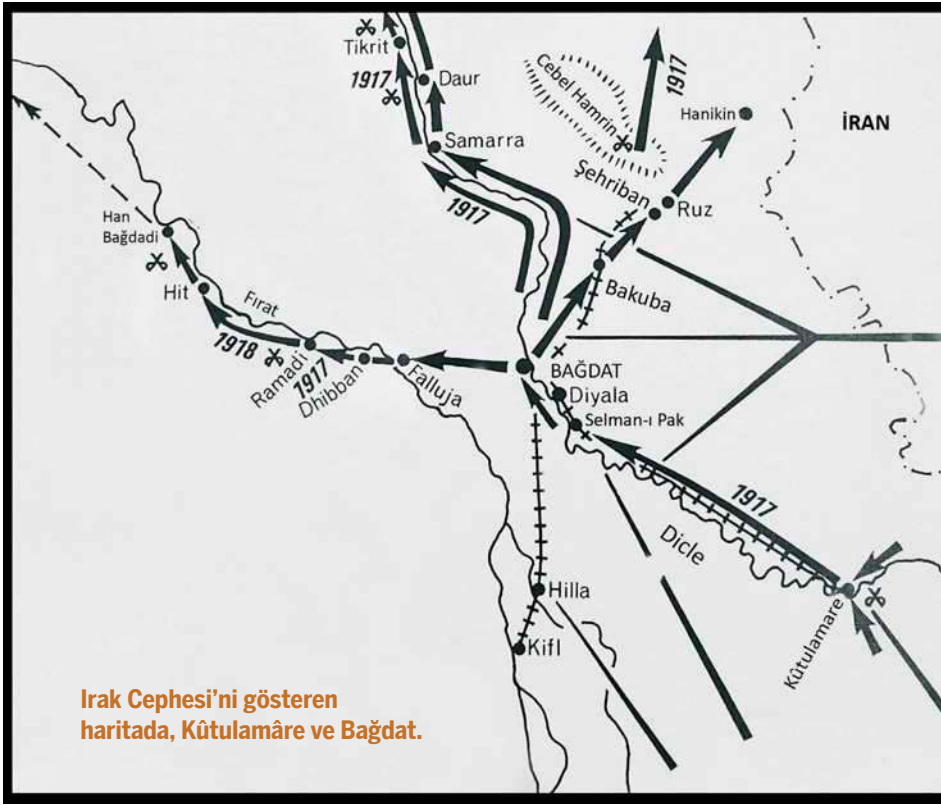 Tikrit
1917
Daur
Samarra
1917
Cebel Hamrin
1917
Hanikin
İRAN
Şehriban
Ruz
Bakuba
Han
Bağdadi
Hit
Fırat
1918
Ramadi
1917
Dhibban
Falluja
BAĞDAT
Diyala
Selman-ı Pak
1917
Dicle
Hilla
Kifl
Kûtulamare
Irak Cephesi’ni gösteren
haritada, Kûtulamâre ve Bağdat.